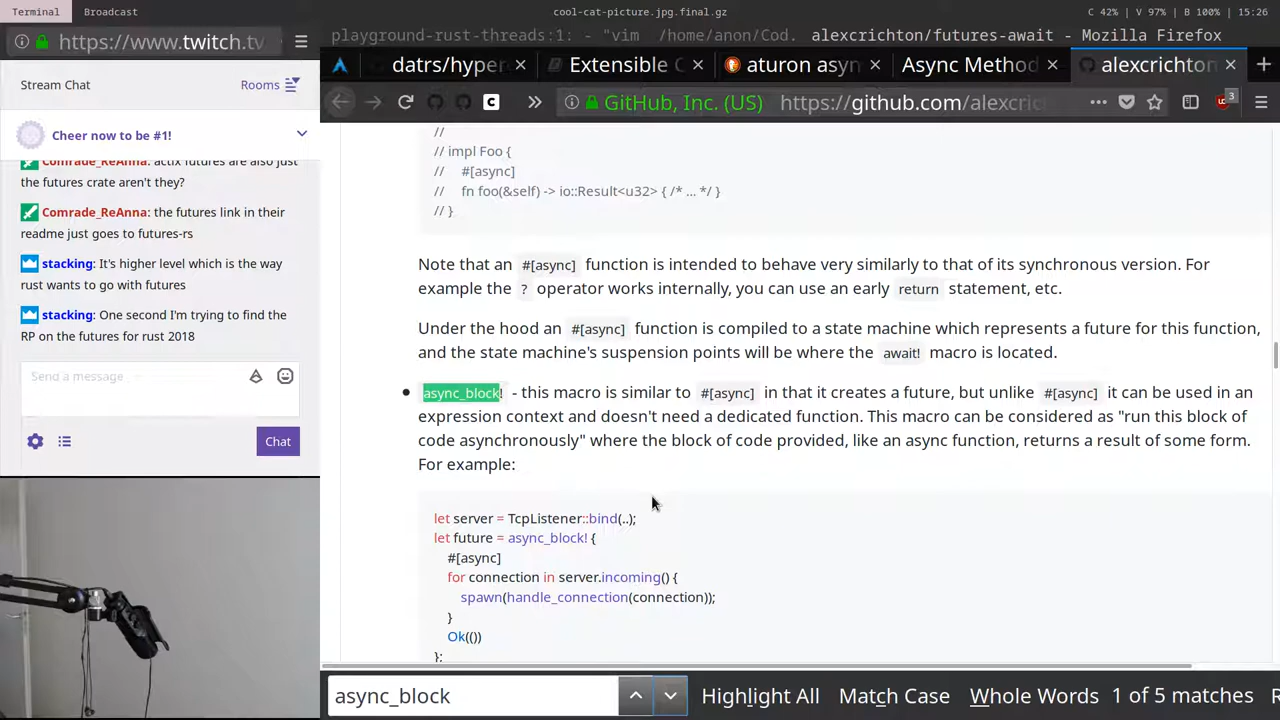 Terminal
Broadcast
cool-cat-picture.jpg.final.gz
C 42% | V 97% | B 100% | 15:26
https://www.twitch.tv
playground-rust-threads:1: - "vim /home/anon/Cod.
alexcrichton/futures-await - Mozilla Firefox
datrs/hyper
Extensible C
aturon asyn
Async Method
alexcrichton
GitHub, Inc. (US)
https://github.com/alexcric
3
Stream Chat
Rooms
Cheer now to be #1!
Comrade_ReAnna: actix futures are also just
the futures crate aren't they?
Comrade_ReAnna: the futures link in their
readme just goes to futures-rs
stacking: It's higher level which is the way
rust wants to go with futures
stacking: One second I'm trying to find the
RP on the futures for rust 2018
Send a message
Chat
//
// impl Foo {
//     #[async]
//     fn foo(&self) -> io::Result<u32> { /* ... */ }
// }
Note that an #[async] function is intended to behave very similarly to that of its synchronous version. For
example the ? operator works internally, you can use an early return statement, etc.
Under the hood an #[async] function is compiled to a state machine which represents a future for this function,
and the state machine's suspension points will be where the await! macro is located.
async_block! - this macro is similar to #[async] in that it creates a future, but unlike #[async] it can be used in an
expression context and doesn't need a dedicated function. This macro can be considered as "run this block of
code asynchronously" where the block of code provided, like an async function, returns a result of some form.
For example:
let server = TcpListener::bind(..);
let future = async_block! {
    #[async]
    for connection in server.incoming() {
        spawn(handle_connection(connection));
    }
    Ok(())
};
async_block
Highlight All
Match Case
Whole Words
1 of 5 matches
R